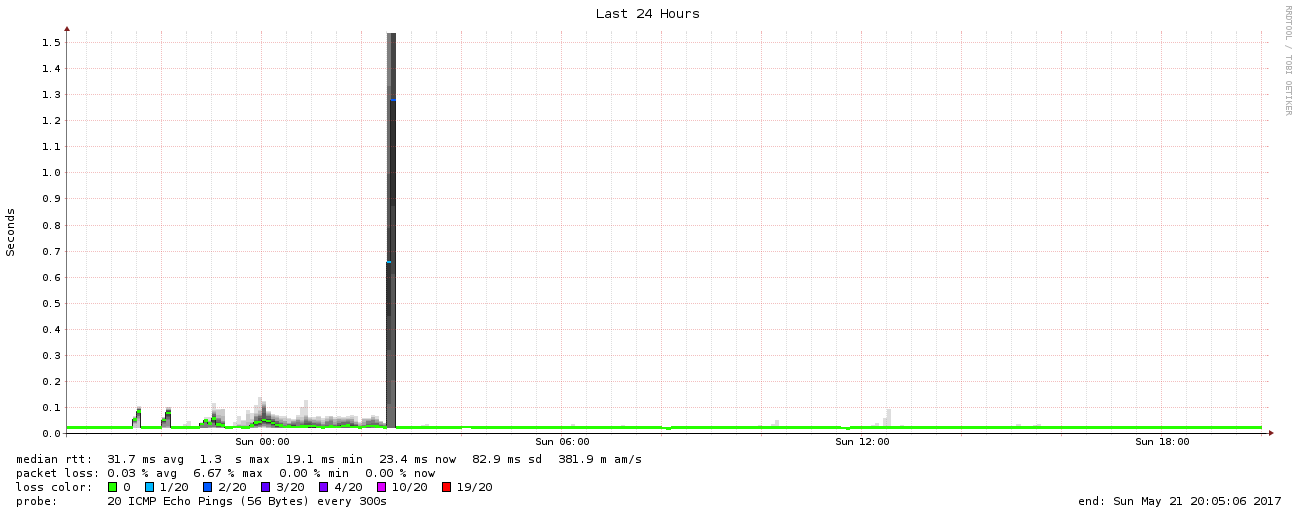 Last 24 Hours
RRDTOOL / TOBI OETIKER
Seconds
1.5
1.4
1.3
1.2
1.1
1.0
0.9
0.8
0.7
0.6
0.5
0.4
0.3
0.2
0.1
0.0
Sun 00:00 Sun 06:00 Sun 12:00 Sun 18:00
median rtt: 31.7 ms avg 1.3 s max 19.1 ms min 23.4 ms now 82.9 ms sd 381.9 m am/s
packet loss: 0.03 % avg 6.67 % max 0.00 % min 0.00 % now
loss color: 0 1/20 2/20 3/20 4/20 10/20 19/20
probe: 20 ICMP Echo Pings (56 Bytes) every 300s end: Sun May 21 20:05:06 2017